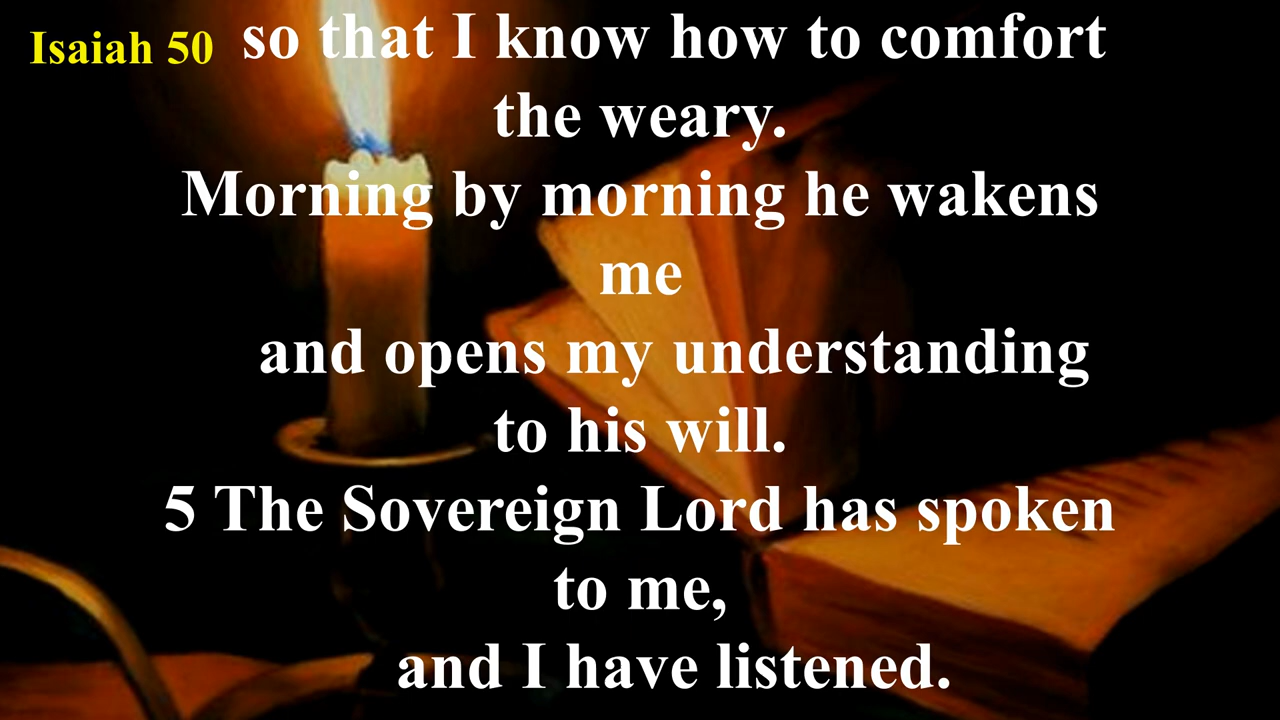 Isaiah 50
so that I know how to comfort
the weary.
Morning by morning he wakens
me
and opens my understanding
to his will.
5 The Sovereign Lord has spoken
to me,
and I have listened.